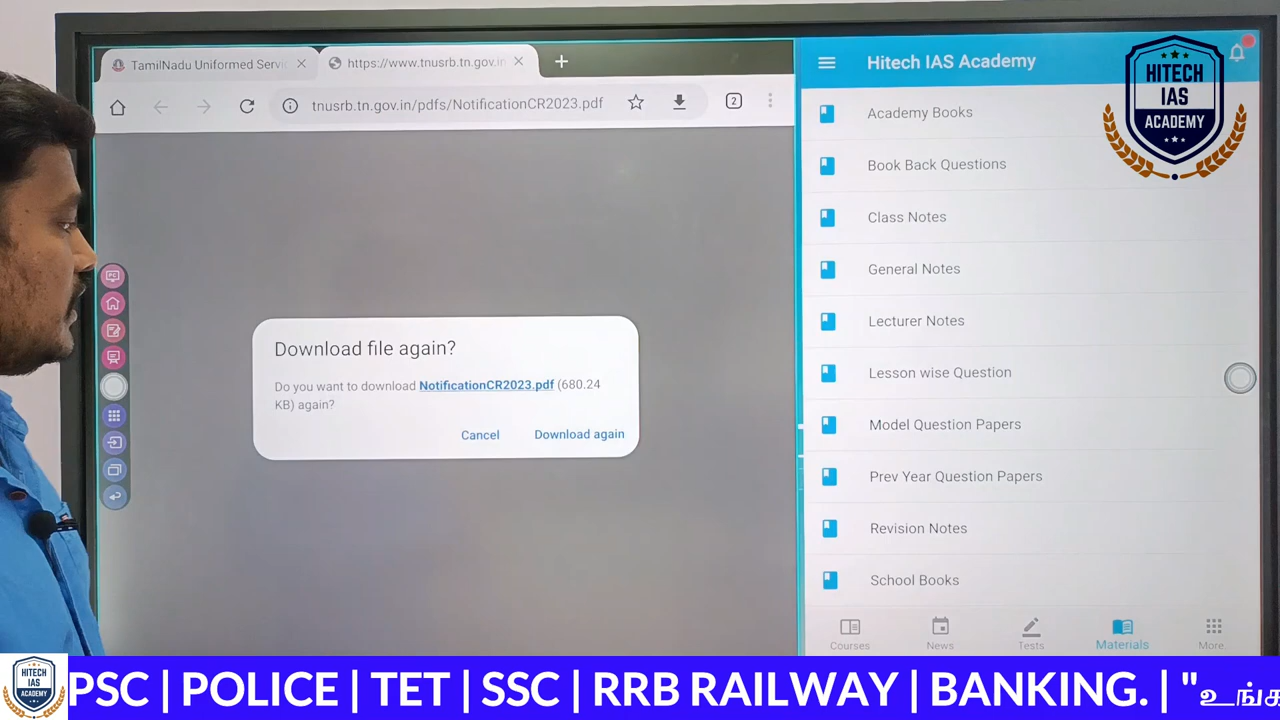 TamilNadu Uniformed Servi
https://www.tnusrb.tn.gov.in
tnusrb.tn.gov.in/pdfs/NotificationCR2023.pdf
2
Download file again?
Do you want to download NotificationCR2023.pdf (680.24
KB) again?
Cancel
Download again
PC
Hitech IAS Academy
Academy Books
Book Back Questions
Class Notes
General Notes
Lecturer Notes
Lesson wise Question
Model Question Papers
Prev Year Question Papers
Revision Notes
School Books
Courses
News
Tests
Materials
More
HITECH
IAS
ACADEMY
HITECH
IAS
ACADEMY
PSC | POLICE | TET | SSC | RRB RAILWAY | BANKING. | "உங்க